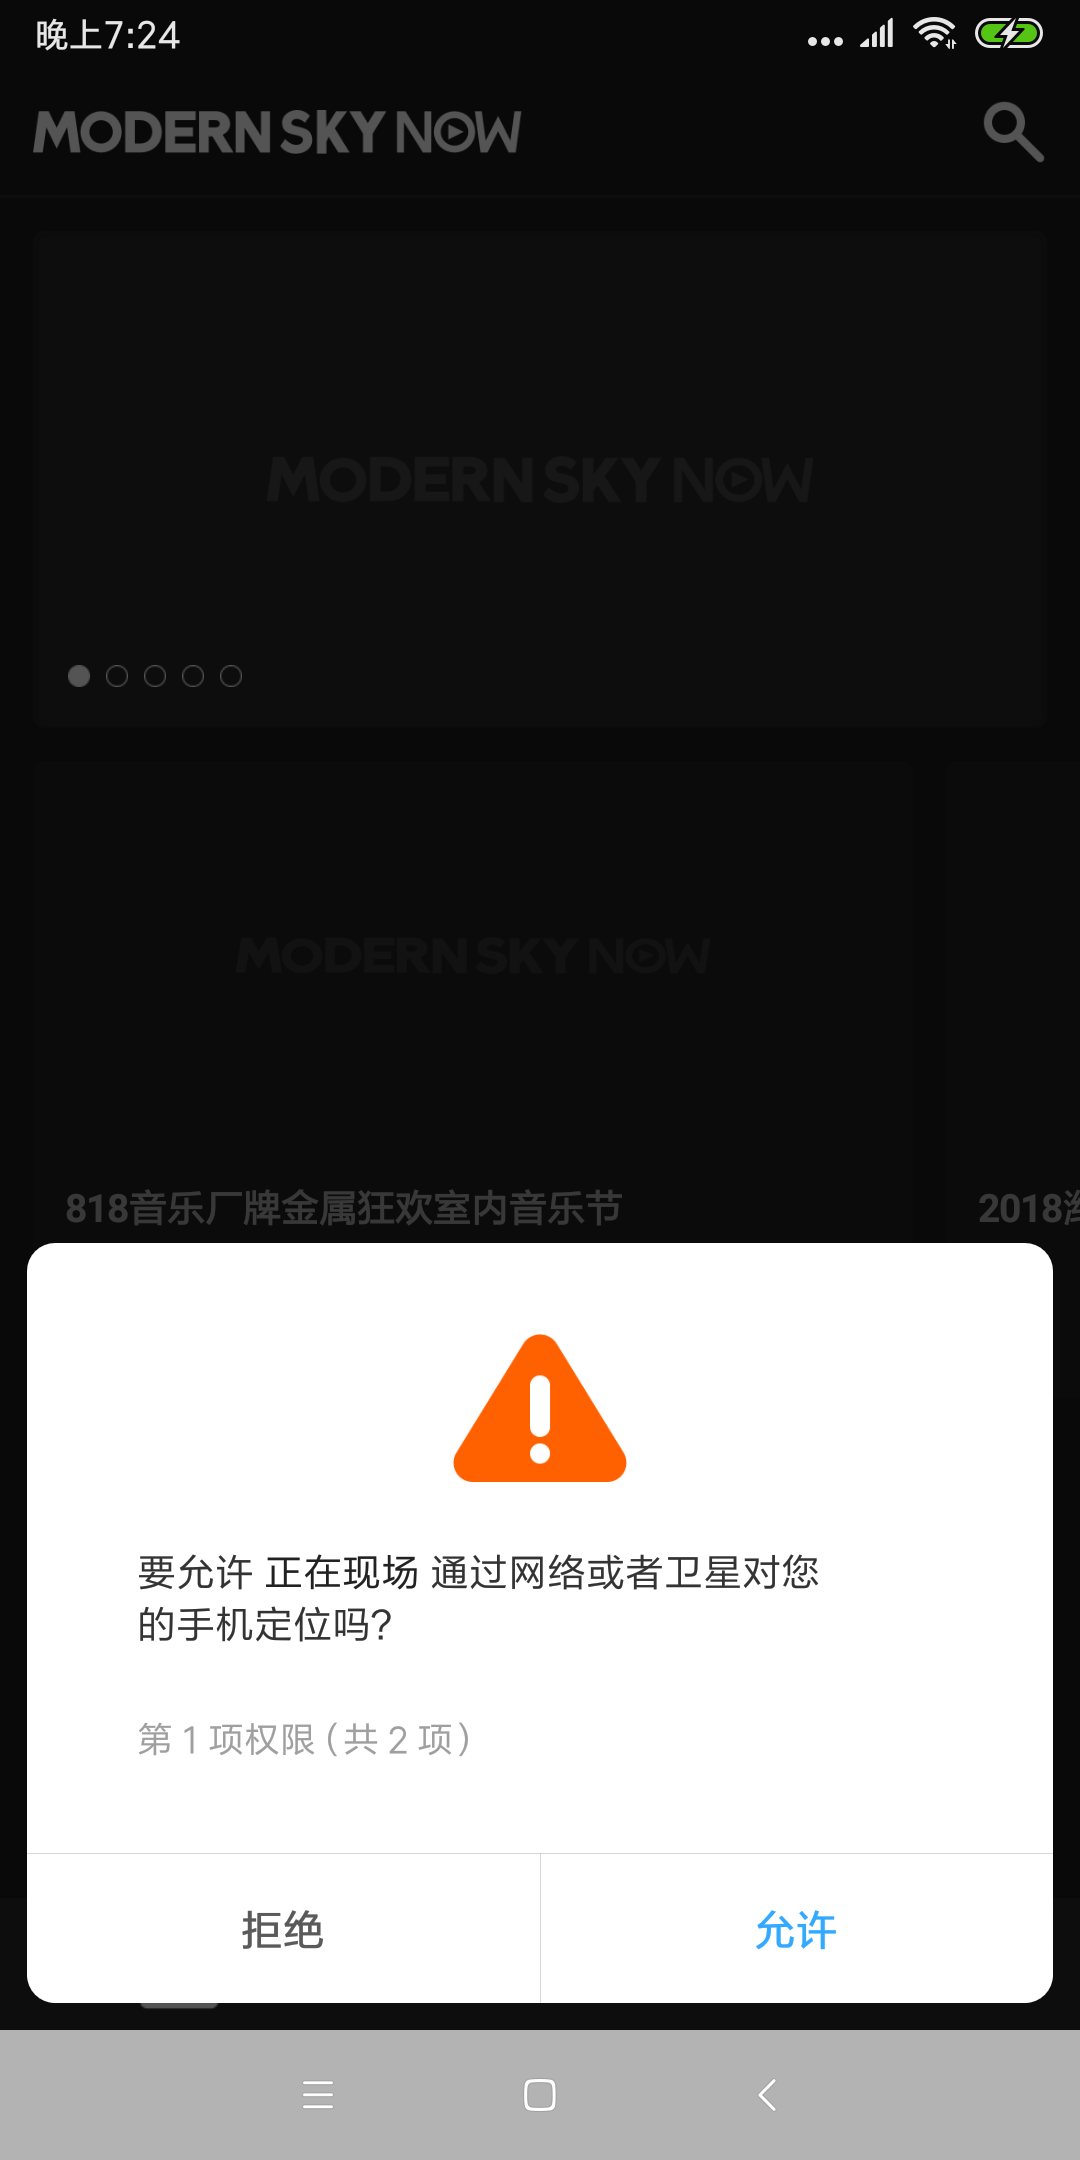 晚上7:24
MODERN SKY NOW
MODERN SKY NOW
MODERN SKY NOW
818音乐厂牌金属狂欢室内音乐节
2018
要允许 正在现场 通过网络或者卫星对您
的手机定位吗?
第 1 项权限 (共 2 项)
拒绝
允许